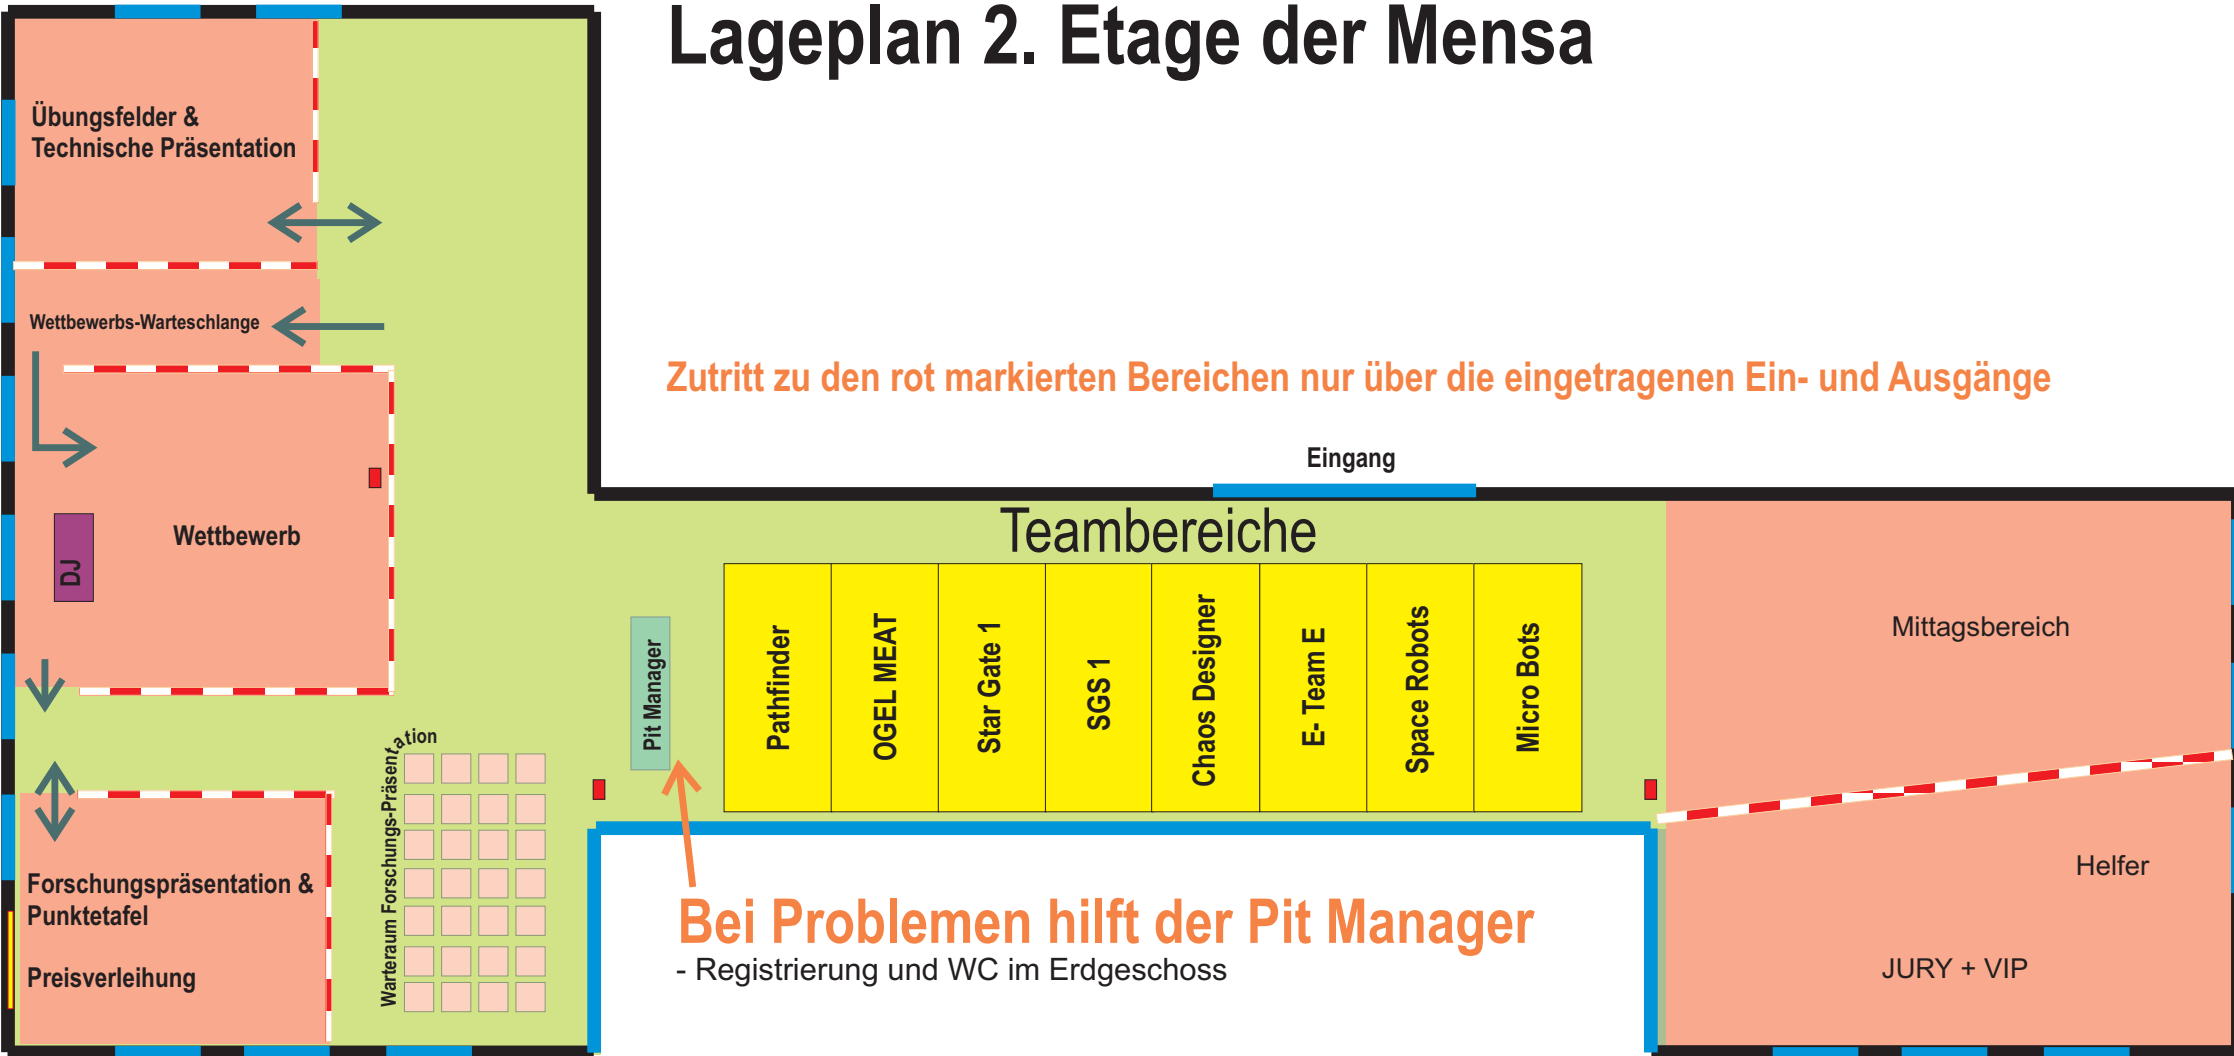 Lageplan 2. Etage der Mensa
Übungsfelder &
Technische Präsentation
Wettbewerbs-Warteschlange
Zutritt zu den rot markierten Bereichen nur über die eingetragenen Ein- und Ausgänge
Eingang
Teambereiche
Wettbewerb
DJ
Pit Manager
Pathfinder
OGEL MEAT
Star Gate 1
SGS 1
Chaos Designer
E- Team E
Space Robots
Micro Bots
Mittagsbereich
Warteraum Forschungs-Präsentation
Forschungspräsentation &
Punktetafel
Preisverleihung
Bei Problemen hilft der Pit Manager
- Registrierung und WC im Erdgeschoss
Helfer
JURY + VIP